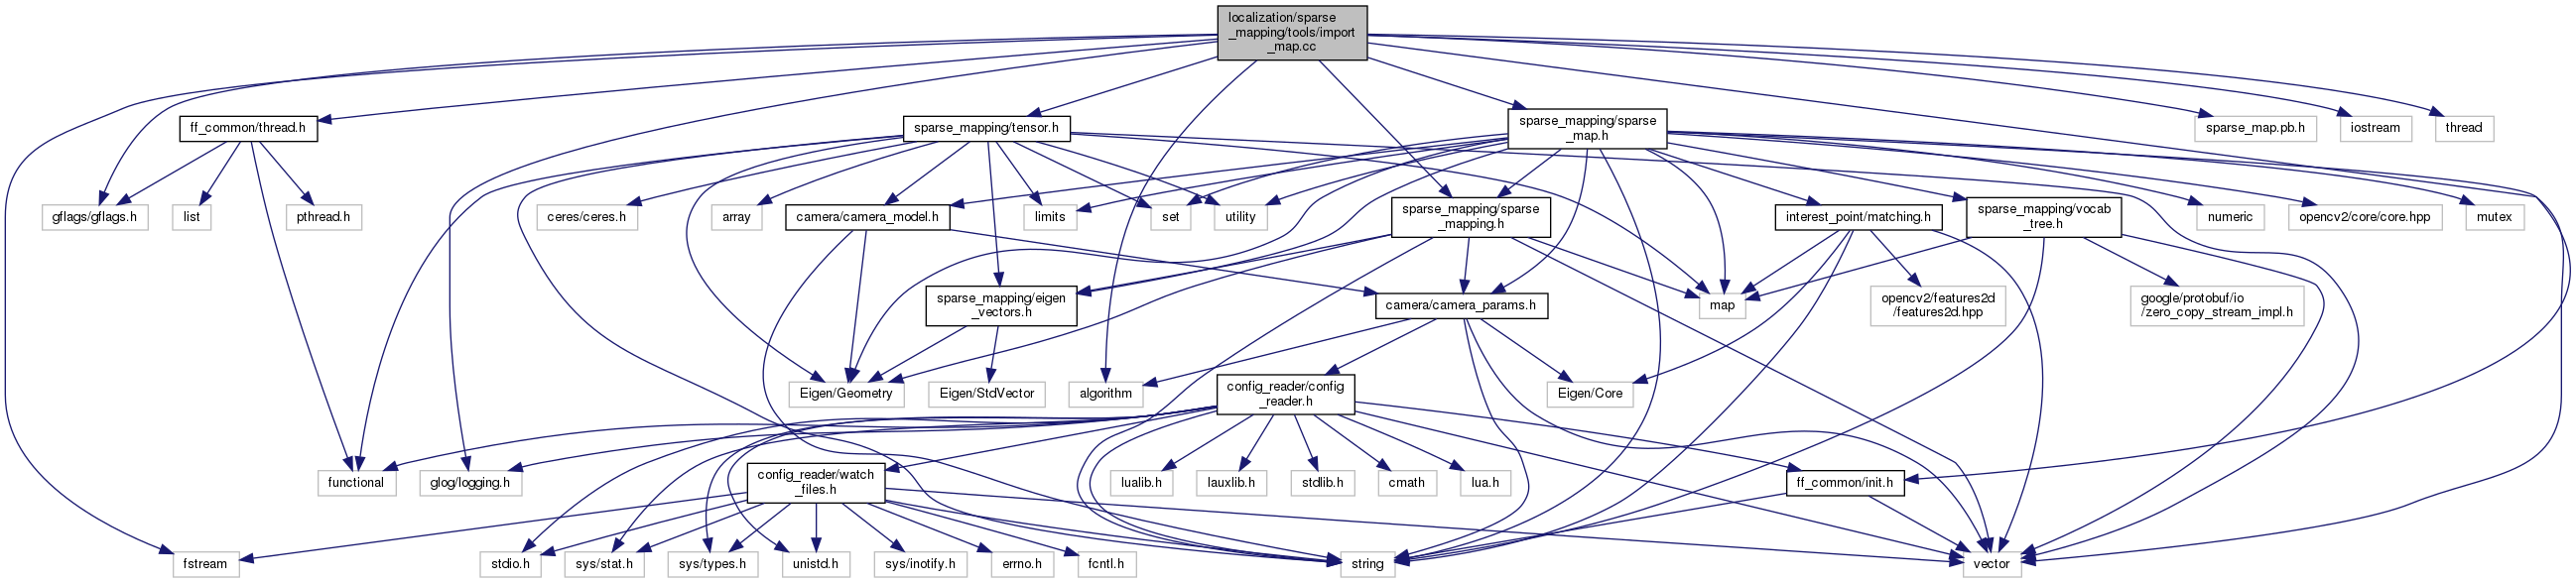 localization/sparse
_mapping/tools/import
_map.cc
ff_common/thread.h
sparse_mapping/tensor.h
sparse_mapping/sparse
_map.h
sparse_map.pb.h
iostream
thread
gflags/gflags.h
list
pthread.h
ceres/ceres.h
array
camera/camera_model.h
limits
set
utility
sparse_mapping/sparse
_mapping.h
interest_point/matching.h
sparse_mapping/vocab
_tree.h
numeric
opencv2/core/core.hpp
mutex
sparse_mapping/eigen
_vectors.h
camera/camera_params.h
map
opencv2/features2d
/features2d.hpp
google/protobuf/io
/zero_copy_stream_impl.h
Eigen/Geometry
Eigen/StdVector
algorithm
config_reader/config
_reader.h
Eigen/Core
functional
glog/logging.h
config_reader/watch
_files.h
lualib.h
lauxlib.h
stdlib.h
cmath
lua.h
ff_common/init.h
fstream
stdio.h
sys/stat.h
sys/types.h
unistd.h
sys/inotify.h
errno.h
fcntl.h
string
vector